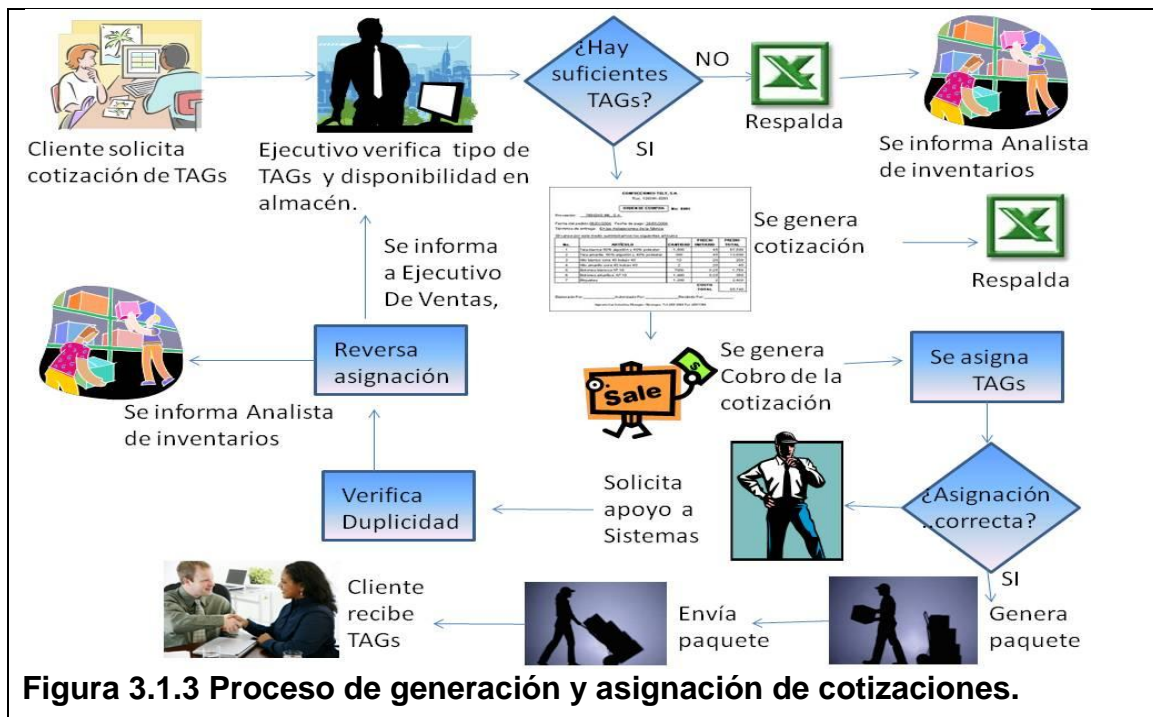 Cliente solicita
cotización de TAGs
Ejecutivo verifica tipo de
TAGs y disponibilidad en
almacén.
¿Hay
suficientes
TAGs?
NO
Respalda
Se informa Analista
de inventarios
SI
ORDEN DE COMPRA
Se genera
cotización
Respalda
Se informa
a Ejecutivo
De Ventas,
Reversa
asignación
Se informa Analista
de inventarios
Sale
$
Se genera
Cobro de la
cotización
Se asigna
TAGs
¿Asignación
..correcta?
Solicita
apoyo a
Sistemas
Verifica
Duplicidad
SI
Genera
paquete
Envía
paquete
Cliente
recibe
TAGs
Figura 3.1.3 Proceso de generación y asignación de cotizaciones.